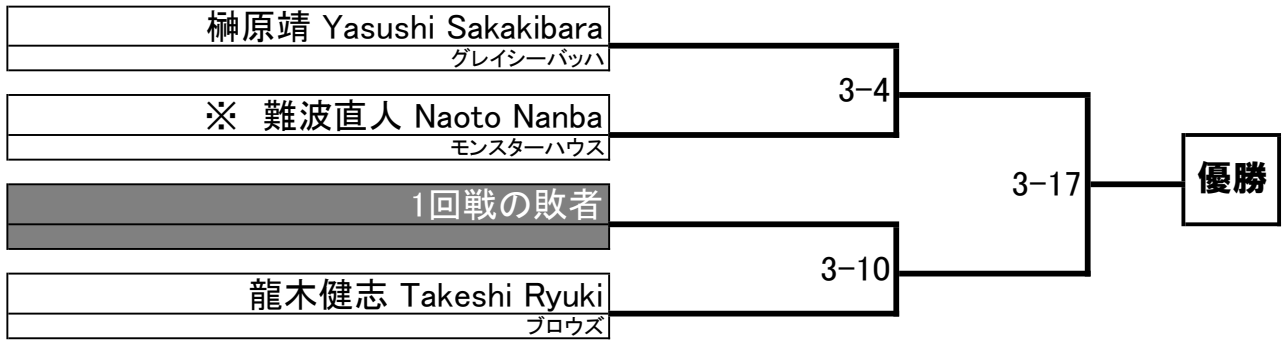 榊原靖 Yasushi Sakakibara
グレイシーバッハ
3-4
※ 難波直人 Naoto Nanba
モンスターハウス
3-17
優勝
1回戦の敗者
3-10
龍木健志 Takeshi Ryuki
ブロウズ